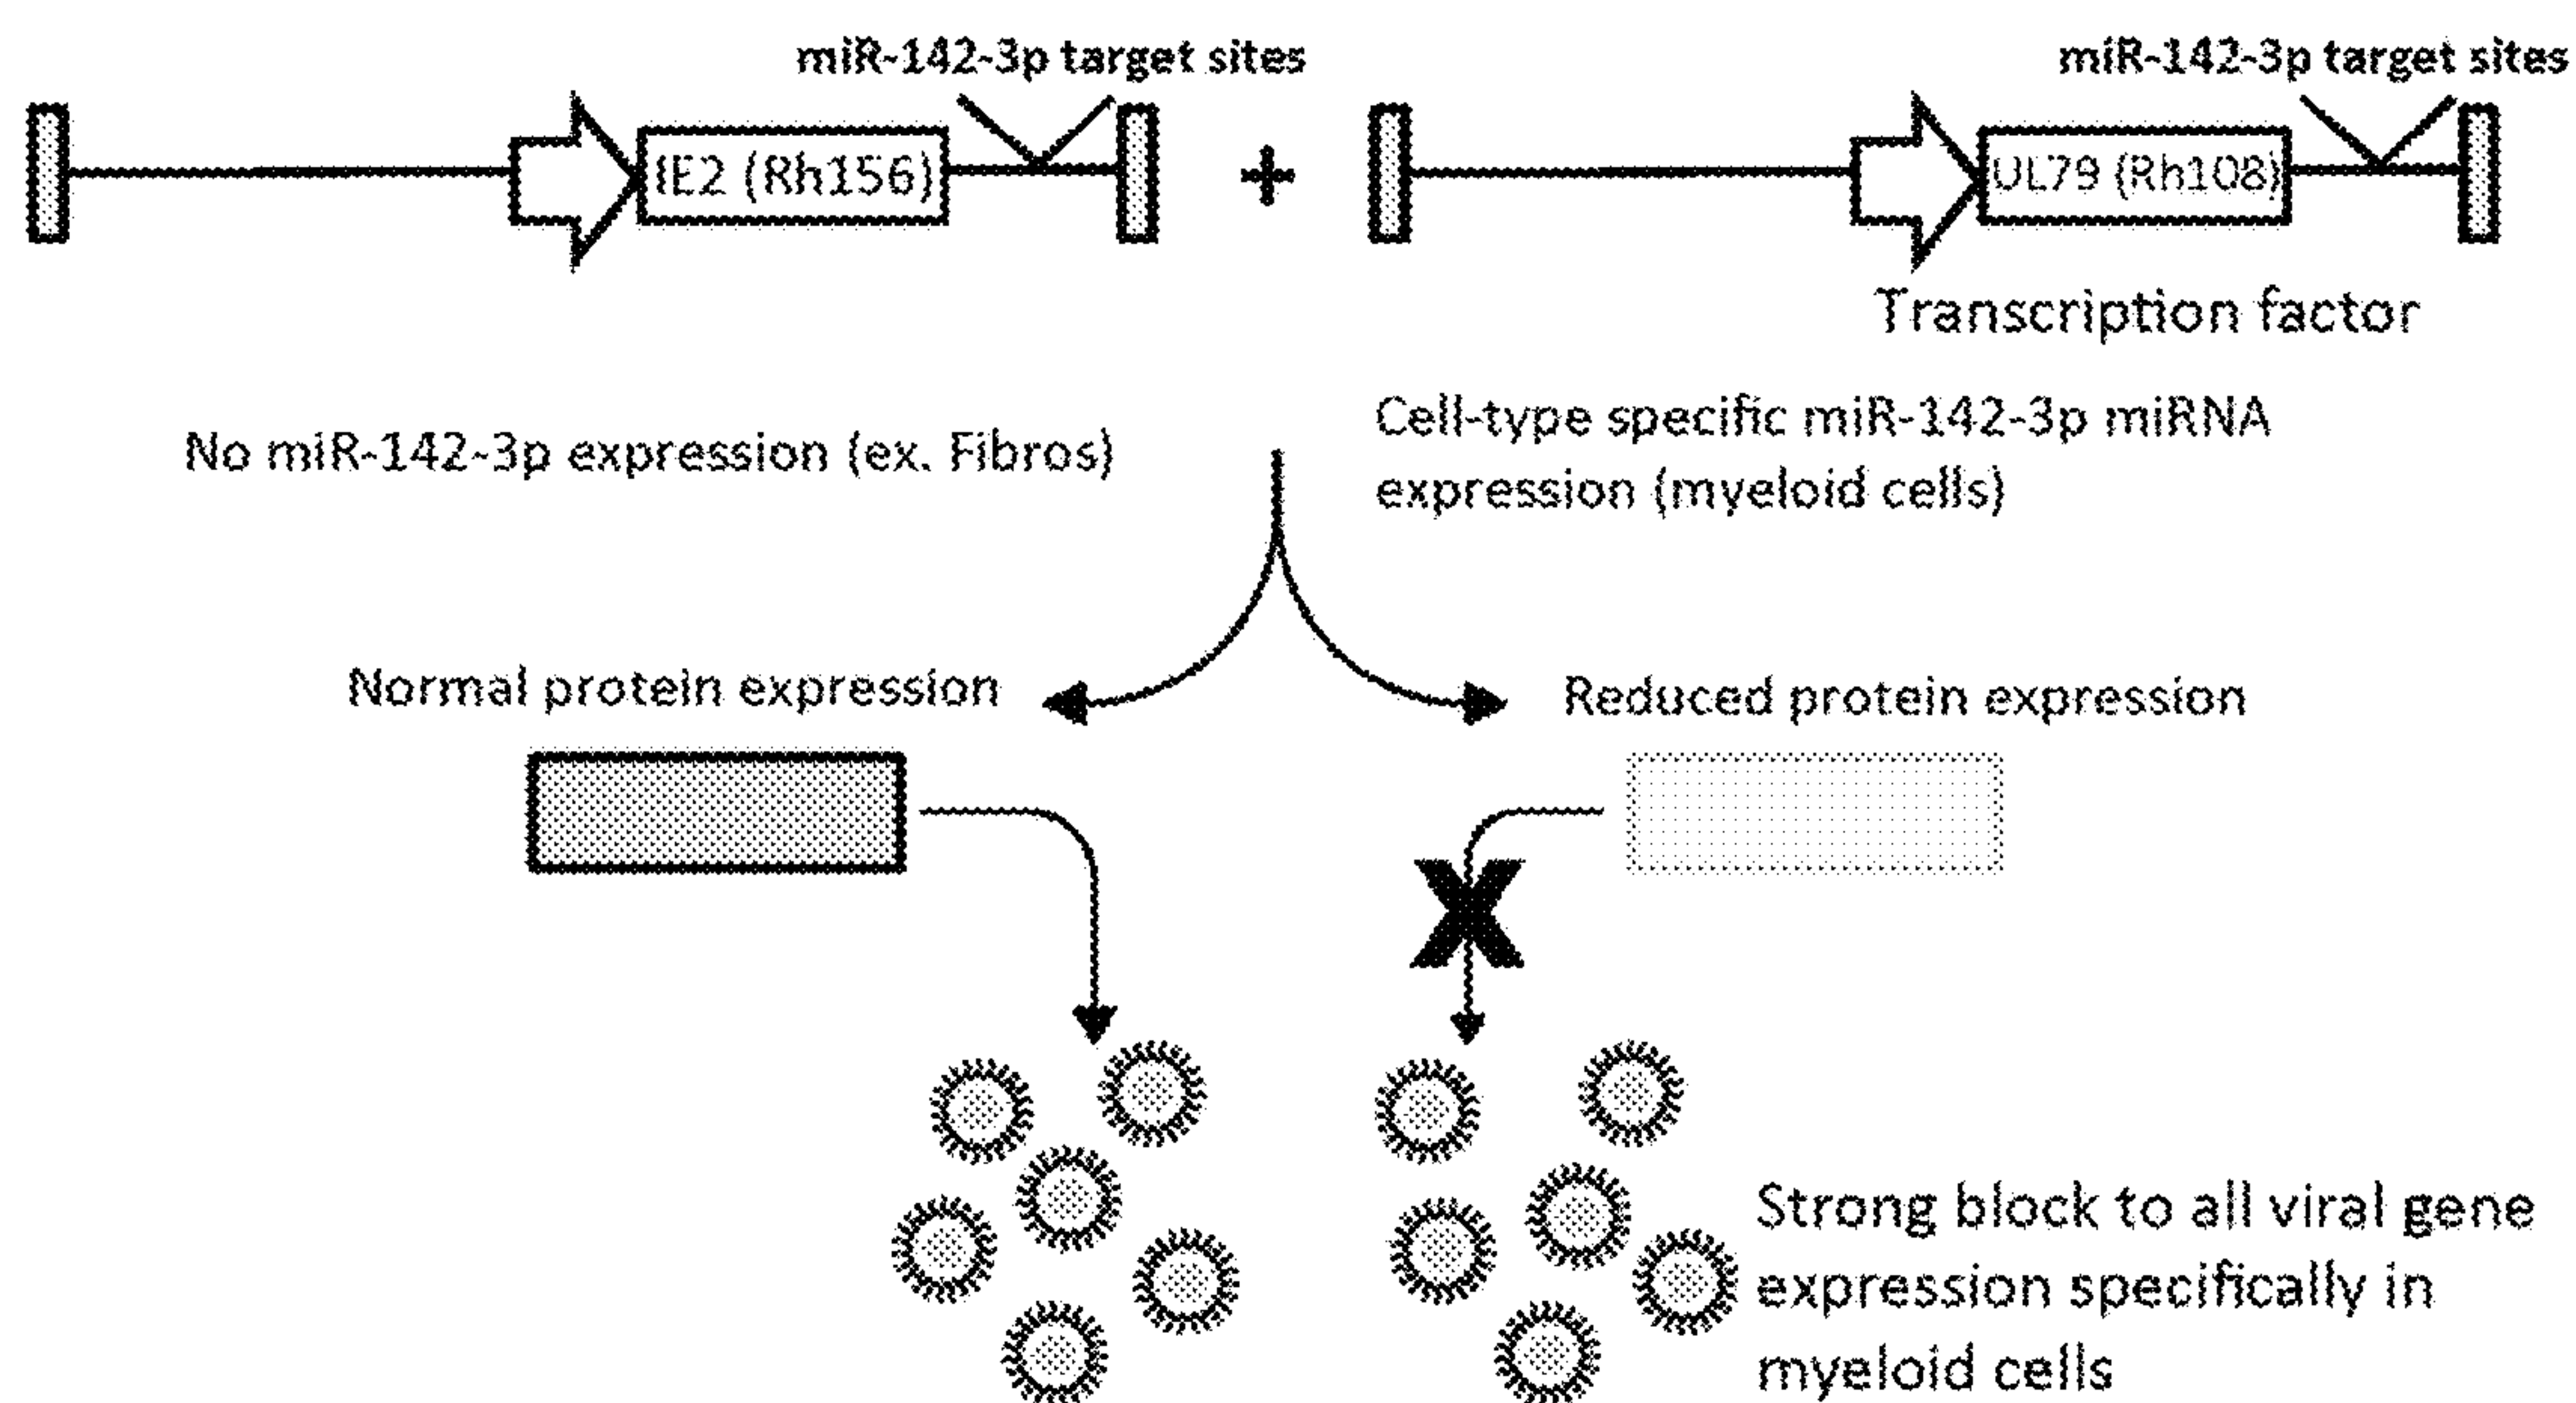 miR-142-3p target sites
miR-142-3p target sites
IE2 (Rh156)
+
UL79 (Rh108)
Transcription factor
No miR-142-3p expression (ex. Fibros)
Cell-type specific miR-142-3p miRNA
expression (myeloid cells)
Normal protein expression
Reduced protein expression
Strong block to all viral gene
expression specifically in
myeloid cells